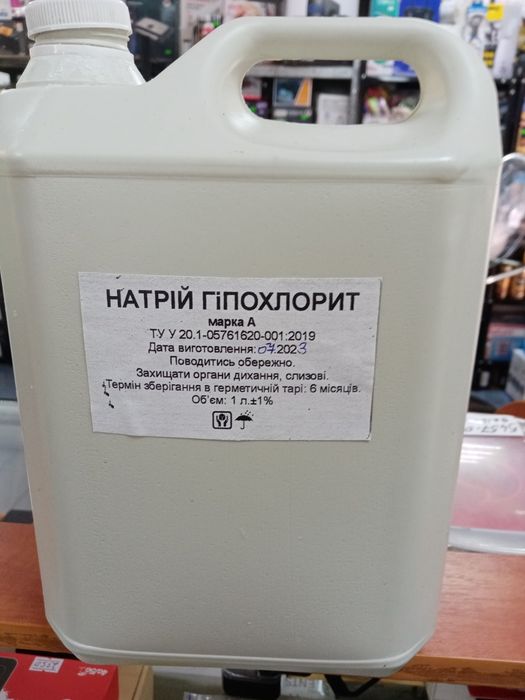 НАТРІЙ ГіПОХЛОРИТ
марка А
ТУ У 20.1-05761620-001:2019
Дата виготовлення: 07.2023
Поводитись обережно.
Захищати органи дихання, слизові.
Термін зберігання в герметичній тарі: 6 місяців.
Об'єм: 1 л.±1%